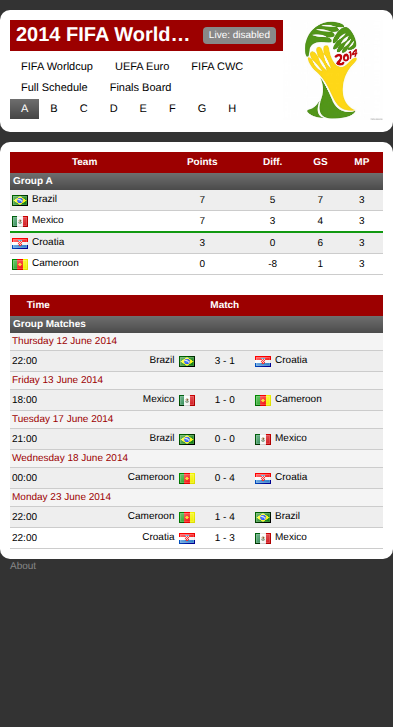 2014 FIFA World… Live: disabled
2014
FIFA Worldcup UEFA Euro FIFA CWC
Full Schedule Finals Board
A B C D E F G H
Team Points Diff. GS MP
Group A
Brazil 7 5 7 3
Mexico 7 3 4 3
Croatia 3 0 6 3
Cameroon 0 -8 1 3
Time Match
Group Matches
Thursday 12 June 2014
22:00 Brazil 3 - 1 Croatia
Friday 13 June 2014
18:00 Mexico 1 - 0 Cameroon
Tuesday 17 June 2014
21:00 Brazil 0 - 0 Mexico
Wednesday 18 June 2014
00:00 Cameroon 0 - 4 Croatia
Monday 23 June 2014
22:00 Cameroon 1 - 4 Brazil
22:00 Croatia 1 - 3 Mexico
About